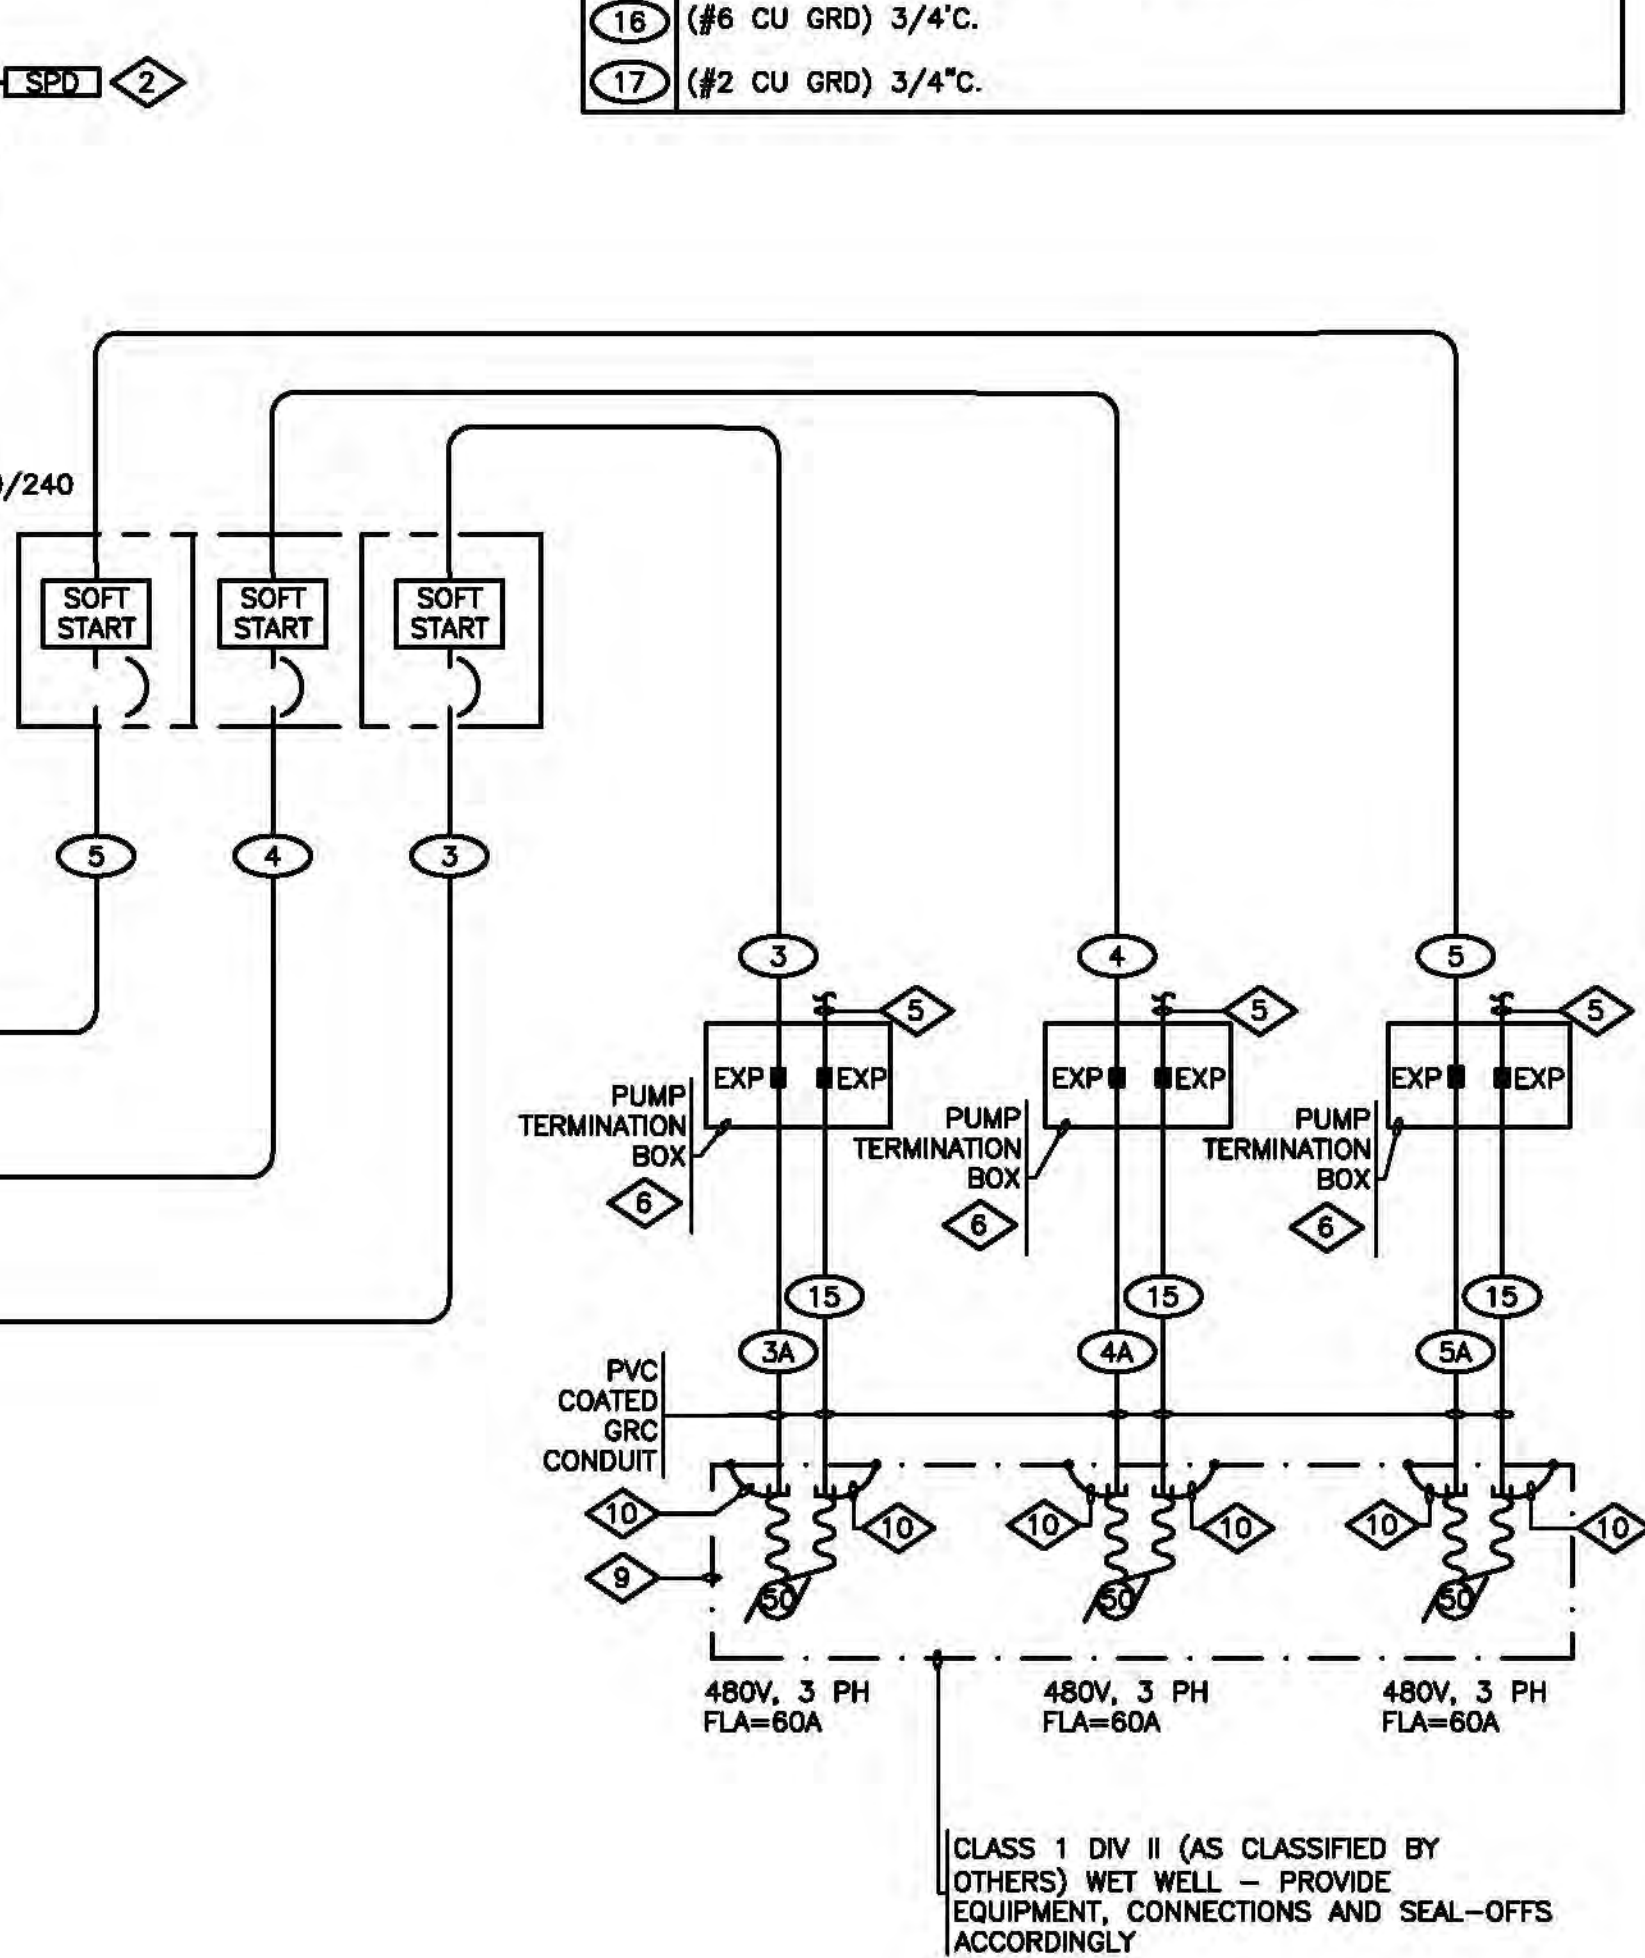 16 (#6 CU GRD) 3/4'C.
SPD 2
17 (#2 CU GRD) 3/4"C.
/240
SOFT
START
SOFT
START
SOFT
START
5 4 3
3 4 5
5 5 5
EXP EXP
EXP EXP
EXP EXP
PUMP
TERMINATION
BOX
6
PUMP
TERMINATION
BOX
6
PUMP
TERMINATION
BOX
6
15 15 15
3A 4A 5A
PVC
COATED
GRC
CONDUIT
10 10 10 10 10 10
9
50 50 50
480V, 3 PH
FLA=60A
480V, 3 PH
FLA=60A
480V, 3 PH
FLA=60A
CLASS 1 DIV II (AS CLASSIFIED BY
OTHERS) WET WELL – PROVIDE
EQUIPMENT, CONNECTIONS AND SEAL-OFFS
ACCORDINGLY